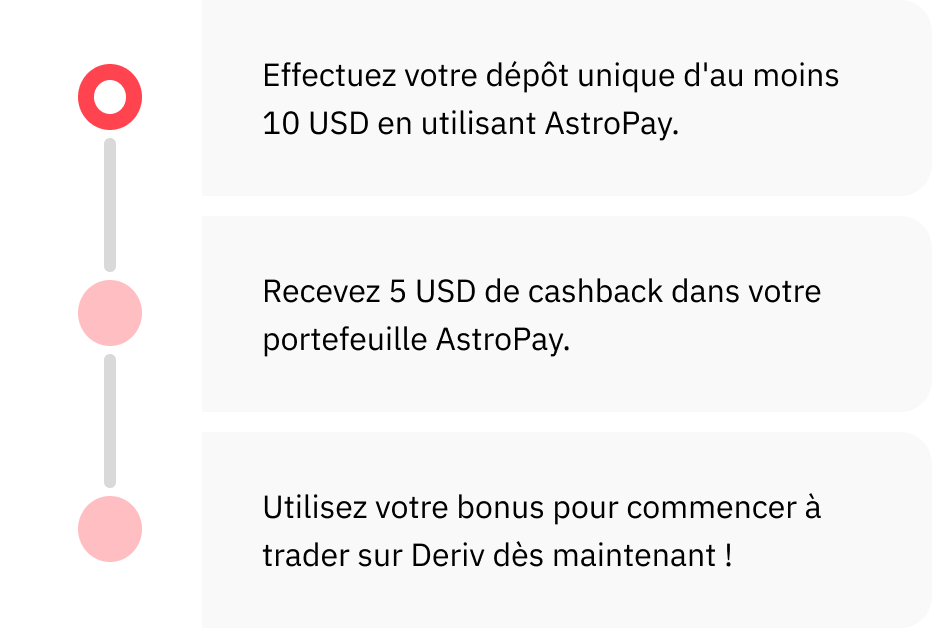 Effectuez votre dépôt unique d'au moins
10 USD en utilisant AstroPay.
Recevez 5 USD de cashback dans votre
portefeuille AstroPay.
Utilisez votre bonus pour commencer à
trader sur Deriv dès maintenant !